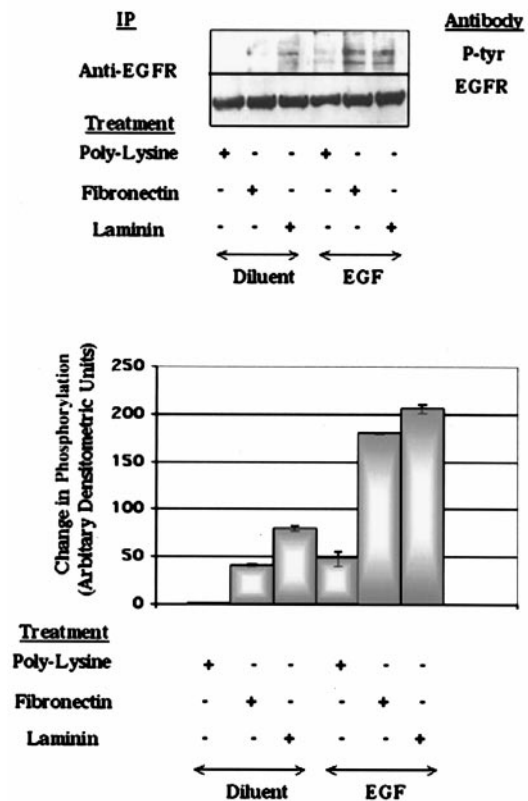 IP Antibody
Anti-EGFR P-tyr
EGFR
Treatment
Poly-Lysine + - - + - -
Fibronectin - + - - + -
Laminin - - + - - +
Diluent EGF
Change in Phosphorylation
(Arbitary Densitometric Units)
250
200
150
100
50
0
Treatment
Poly-Lysine + - - + - -
Fibronectin - + - - + -
Laminin - - + - - +
Diluent EGF